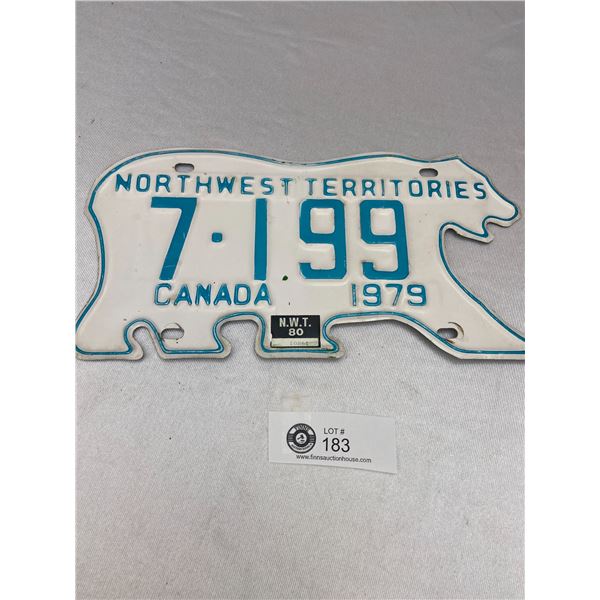 NORTHWEST TERRITORIES
7·199
CANADA 1979
N.W.T.
80
LOT #
183
www.finnsauctionhouse.com